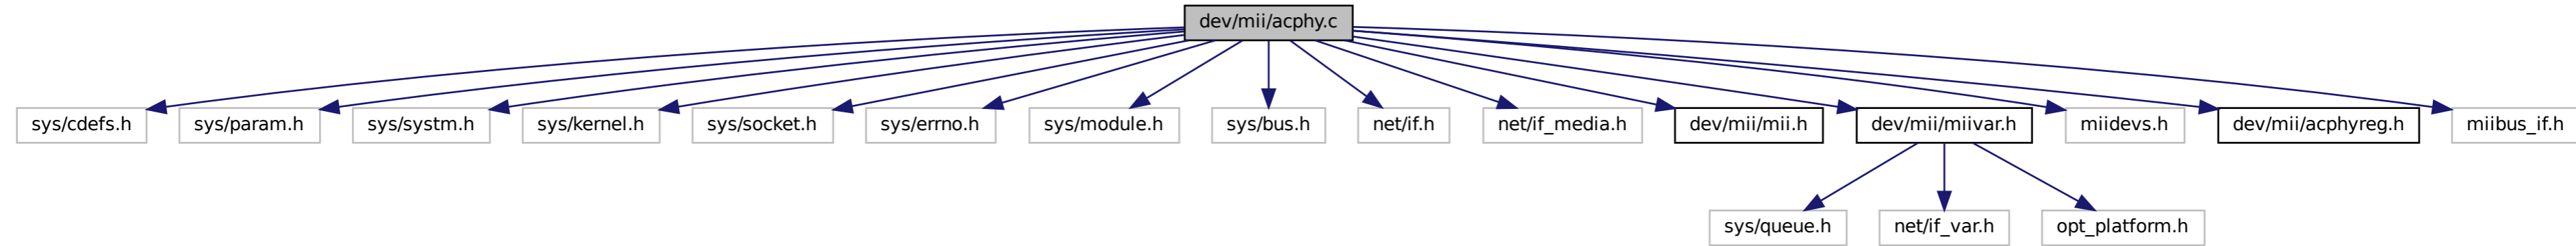 dev/mii/acphy.c
sys/cdefs.h
sys/param.h
sys/systm.h
sys/kernel.h
sys/socket.h
sys/errno.h
sys/module.h
sys/bus.h
net/if.h
net/if_media.h
dev/mii/mii.h
dev/mii/miivar.h
miidevs.h
dev/mii/acphyreg.h
miibus_if.h
sys/queue.h
net/if_var.h
opt_platform.h